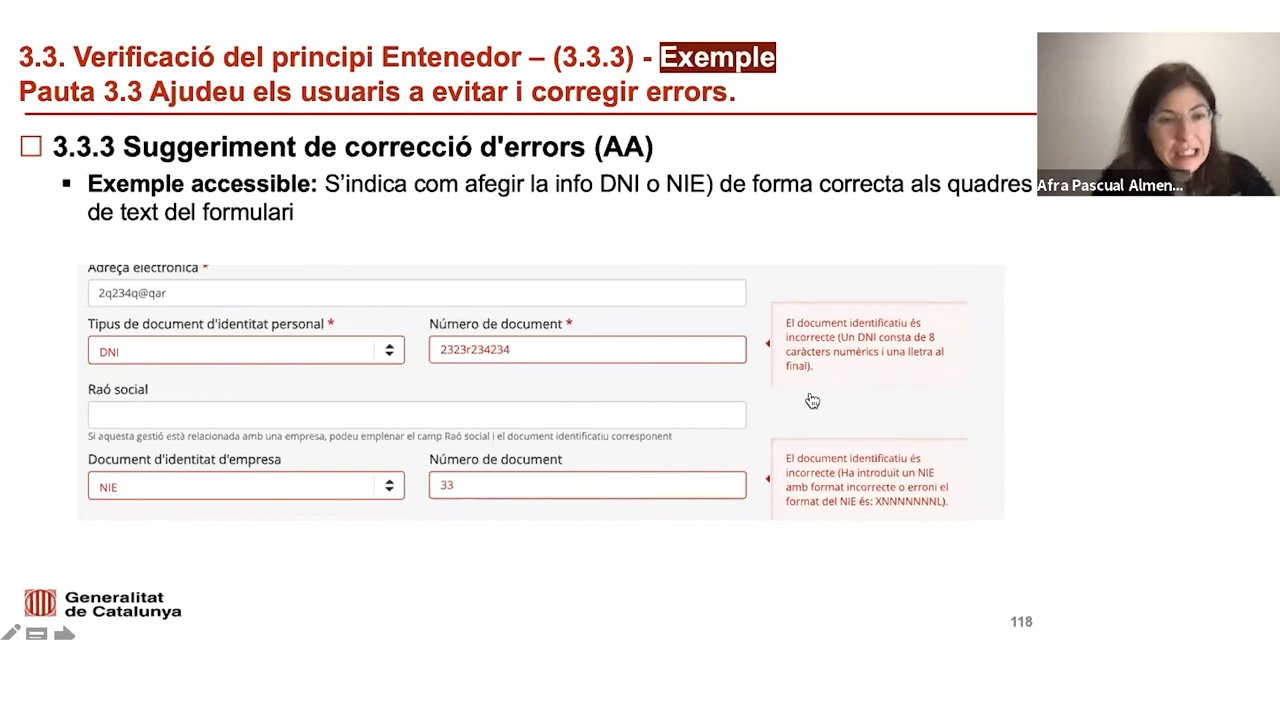 3.3. Verificació del principi Entenedor – (3.3.3) - Exemple
Pauta 3.3 Ajudeu els usuaris a evitar i corregir errors.
3.3.3 Suggeriment de correcció d'errors (AA)
Exemple accessible: S’indica com afegir la info DNI o NIE) de forma correcta als quadres
de text del formulari
Afra Pascual Almen...
Adreça electrònica *
2q234q@qar
Tipus de document d'identitat personal *
Número de document *
DNI
2323r234234
El document identificatiu és
incorrecte (Un DNI consta de 8
caràcters numèrics i una lletra al
final).
Raó social
Si aquesta gestió està relacionada amb una empresa, podeu emplenar el camp Raó social i el document identificatiu corresponent
Document d'identitat d'empresa
Número de document
NIE
33
El document identificatiu és
incorrecte (Ha introduït un NIE
amb format incorrecte o erroni el
format del NIE és: XNNNNNNNL).
Generalitat
de Catalunya
118